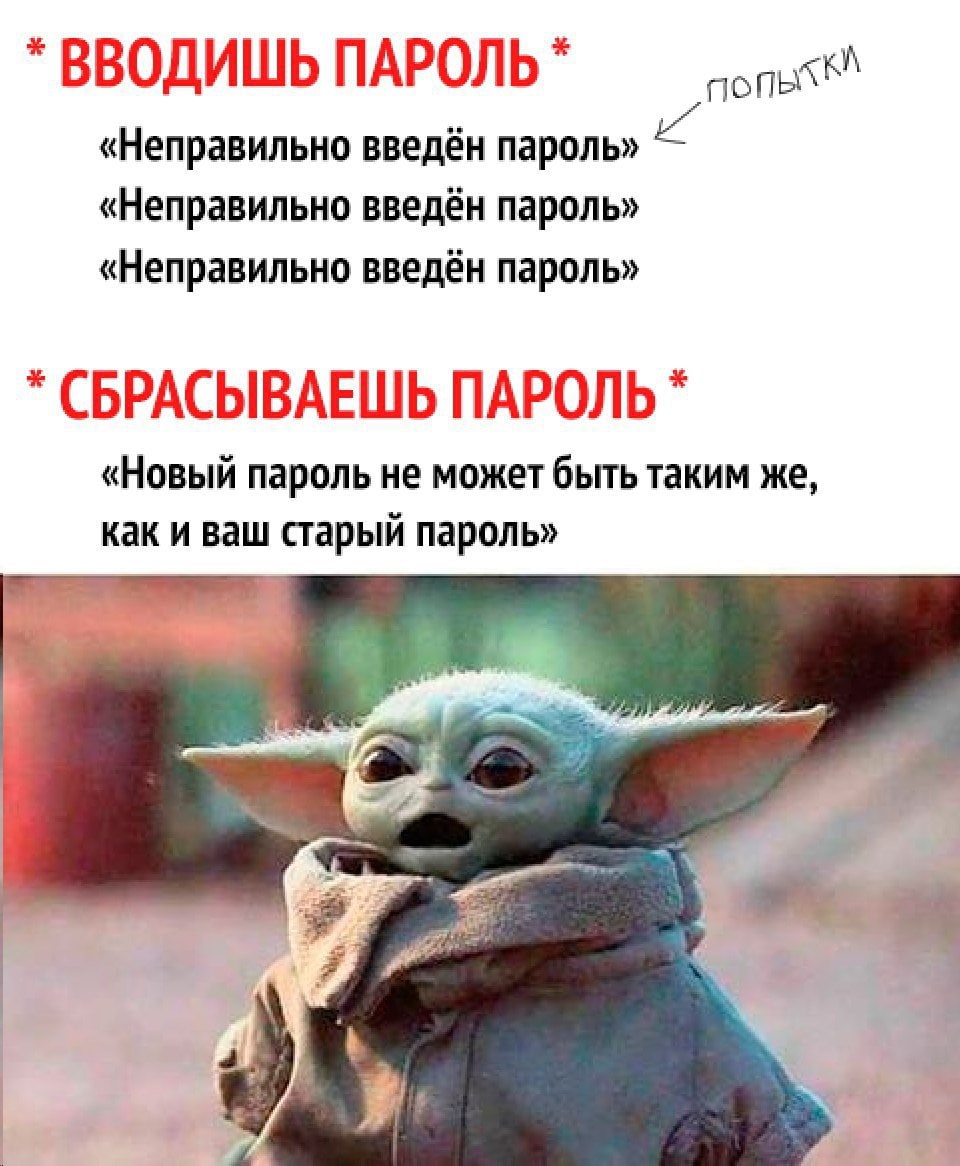 * ВВОДИШЬ ПАРОЛЬ *
попытки
«Неправильно введён пароль»
«Неправильно введён пароль»
«Неправильно введён пароль»
* СБРАСЫВАЕШЬ ПАРОЛЬ *
«Новый пароль не может быть таким же,
как и ваш старый пароль»